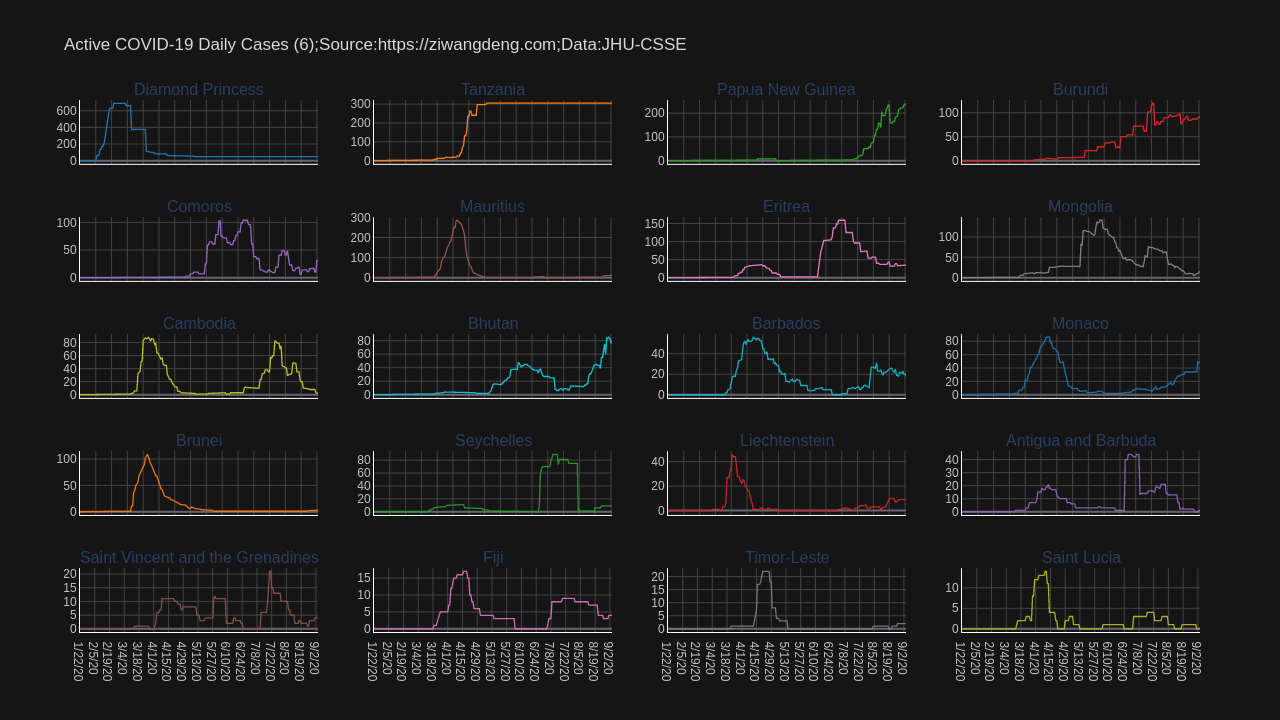 Active COVID-19 Daily Cases (6);Source:https://ziwangdeng.com;Data:JHU-CSSE
Diamond Princess Tanzania Papua New Guinea Burundi
600 400 200 0
300 200 100 0
200 100 0
100 50 0
Comoros Mauritius Eritrea Mongolia
100 50 0
300 200 100 0
150 100 50 0
100 50 0
Cambodia Bhutan Barbados Monaco
80 60 40 20 0
80 60 40 20 0
40 20 0
80 60 40 20 0
Brunei Seychelles Liechtenstein Antigua and Barbuda
100 50 0
80 60 40 20 0
40 20 0
40 30 20 10 0
Saint Vincent and the Grenadines Fiji Timor-Leste Saint Lucia
20 15 10 5 0
15 10 5 0
20 15 10 5 0
10 5 0
1/22/20 2/5/20 2/19/20 3/4/20 3/18/20 4/1/20 4/15/20 4/29/20 5/13/20 5/27/20 6/10/20 6/24/20 7/8/20 7/22/20 8/5/20 8/19/20 9/2/20
1/22/20 2/5/20 2/19/20 3/4/20 3/18/20 4/1/20 4/15/20 4/29/20 5/13/20 5/27/20 6/10/20 6/24/20 7/8/20 7/22/20 8/5/20 8/19/20 9/2/20
1/22/20 2/5/20 2/19/20 3/4/20 3/18/20 4/1/20 4/15/20 4/29/20 5/13/20 5/27/20 6/10/20 6/24/20 7/8/20 7/22/20 8/5/20 8/19/20 9/2/20
1/22/20 2/5/20 2/19/20 3/4/20 3/18/20 4/1/20 4/15/20 4/29/20 5/13/20 5/27/20 6/10/20 6/24/20 7/8/20 7/22/20 8/5/20 8/19/20 9/2/20